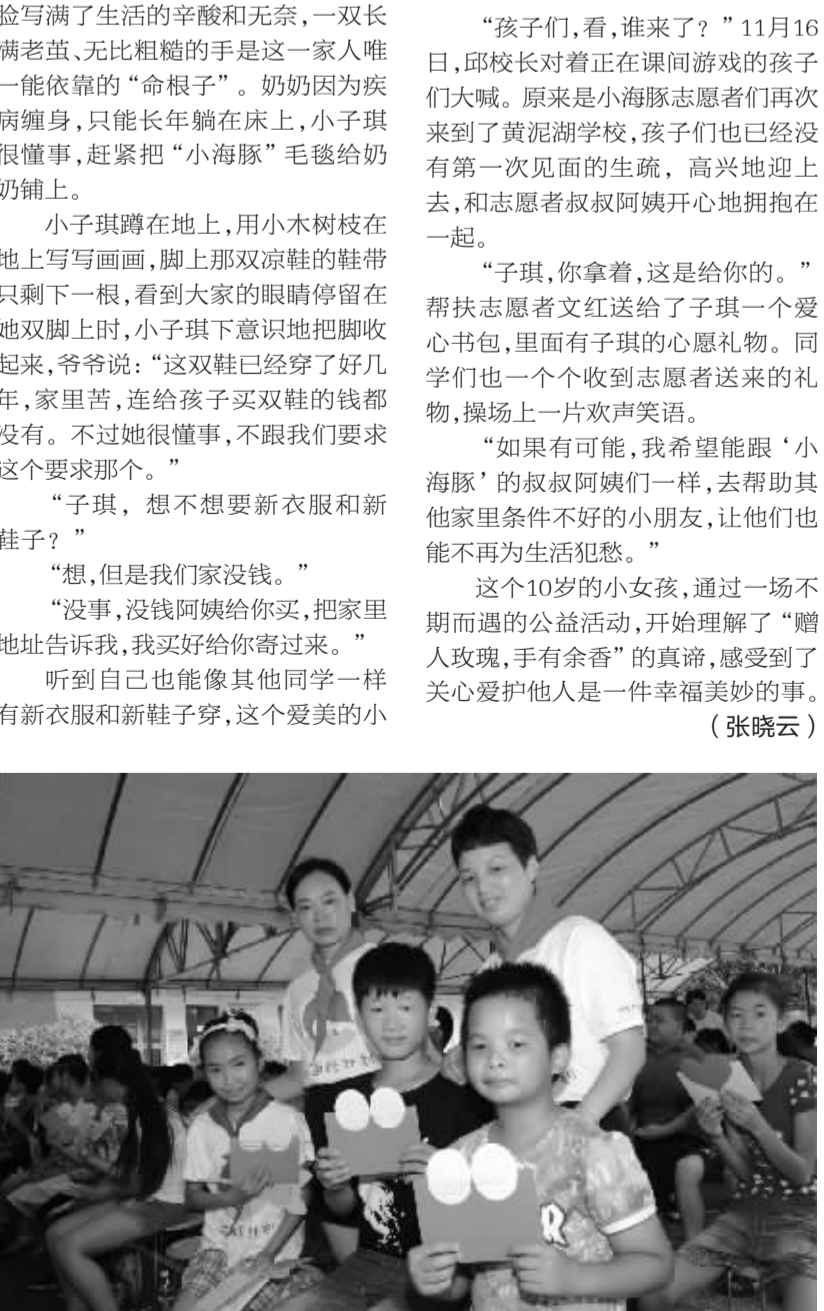 脸写满了生活的辛酸和无奈，一双长
满老茧、无比粗糙的手是这一家人唯
一能依靠的“命根子”。奶奶因为疾
病缠身，只能长年躺在床上，小子琪
很懂事，赶紧把“小海豚”毛毯给奶
奶铺上。
小子琪蹲在地上，用小木树枝在
地上写写画画，脚上那双凉鞋的鞋带
只剩下一根，看到大家的眼睛停留在
她双脚上时，小子琪下意识地把脚收
起来，爷爷说：“这双鞋已经穿了好几
年，家里苦，连给孩子买双鞋的钱都
没有。不过她很懂事，不跟我们要求
这个要求那个。”
“子琪，想不想要新衣服和新
鞋子？”
“想，但是我们家没钱。”
“没事，没钱阿姨给你买，把家里
地址告诉我，我买好给你寄过来。”
听到自己也能像其他同学一样
有新衣服和新鞋子穿，这个爱美的小
“孩子们，看，谁来了？”11月16
日，邱校长对着正在课间游戏的孩子
们大喊。原来是小海豚志愿者们再次
来到了黄泥湖学校，孩子们也已经没
有第一次见面的生疏，高兴地迎上
去，和志愿者叔叔阿姨开心地拥抱在
一起。
“子琪，你拿着，这是给你的。”
帮扶志愿者文红送给了子琪一个爱
心书包，里面有子琪的心愿礼物。同
学们也一个个收到志愿者送来的礼
物，操场上一片欢声笑语。
“如果有可能，我希望能跟‘小
海豚’的叔叔阿姨们一样，去帮助其
他家里条件不好的小朋友，让他们也
能不再为生活犯愁。”
这个10岁的小女孩，通过一场不
期而遇的公益活动，开始理解了“赠
人玫瑰，手有余香”的真谛，感受到了
关心爱护他人是一件幸福美妙的事。
（张晓云）